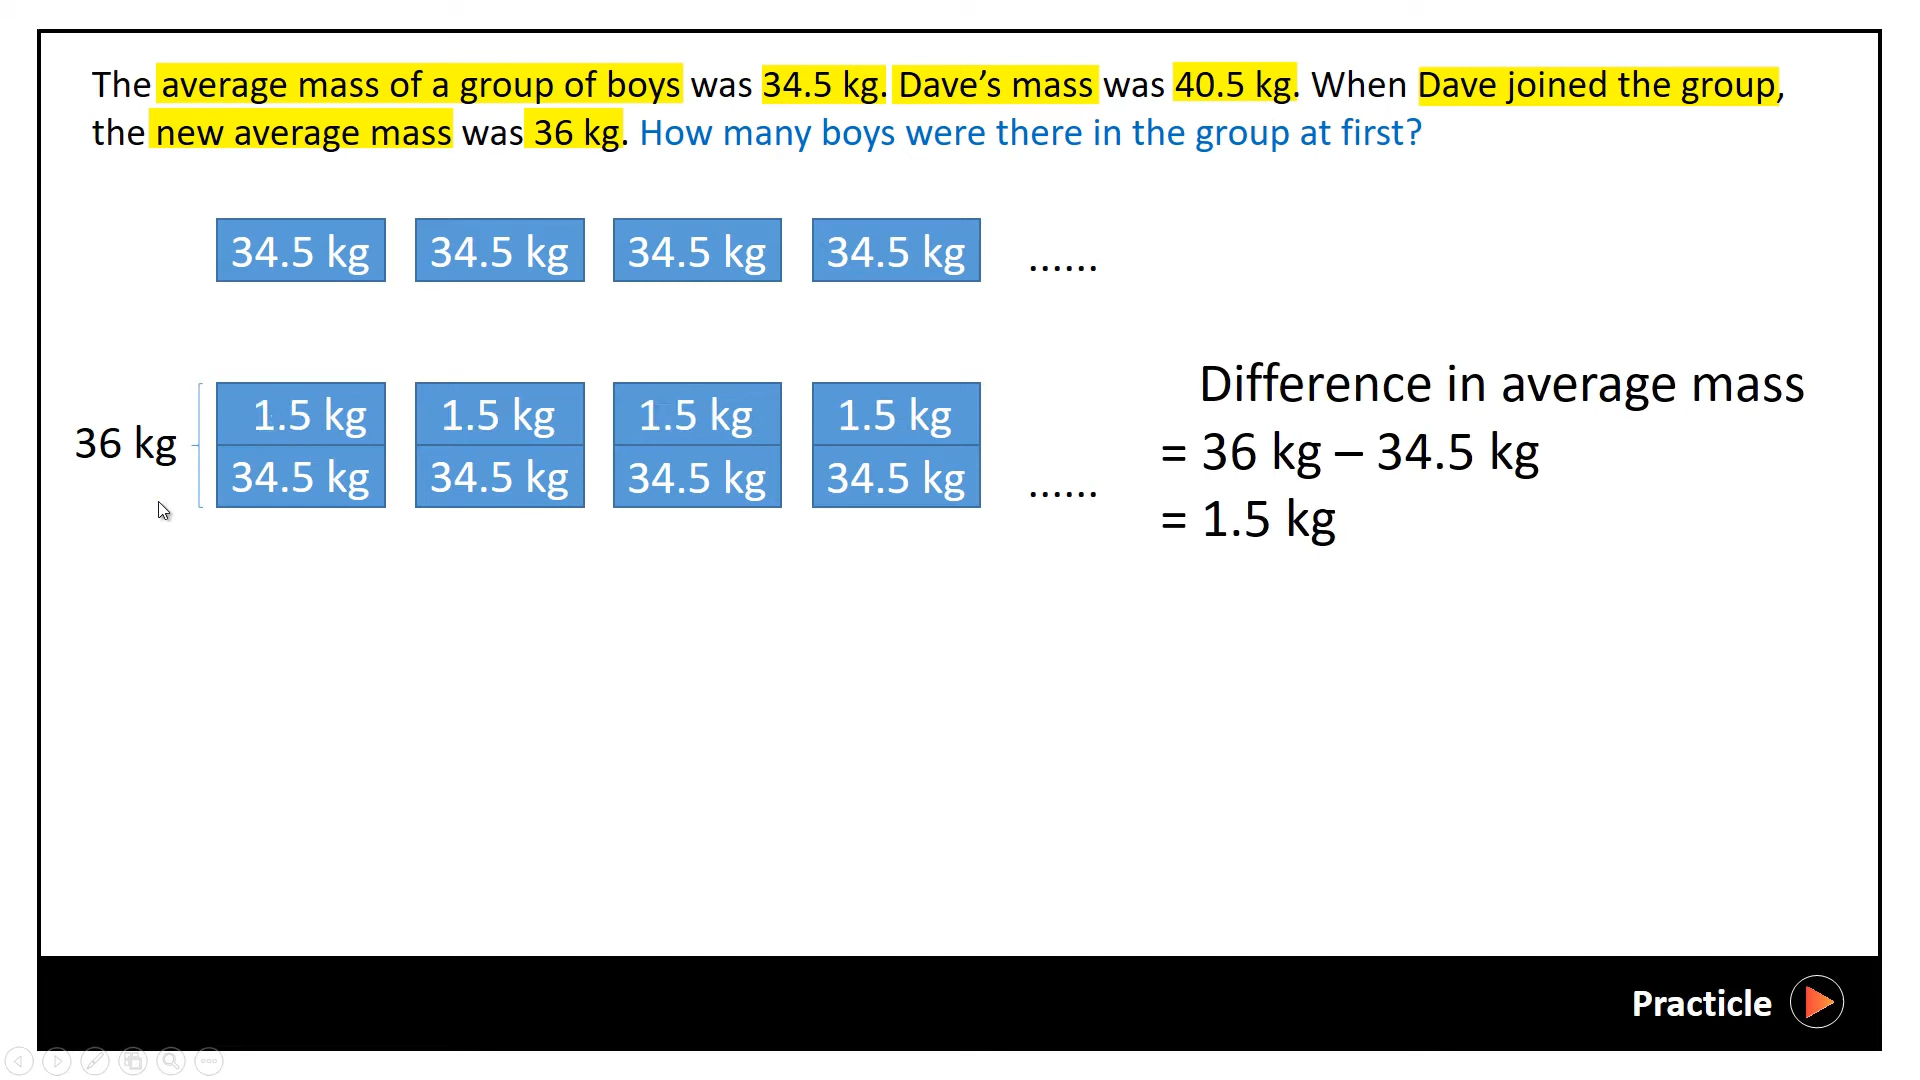 The average mass of a group of boys was 34.5 kg. Dave’s mass was 40.5 kg. When Dave joined the group,
the new average mass was 36 kg. How many boys were there in the group at first?
34.5 kg 34.5 kg 34.5 kg 34.5 kg ......
36 kg
1.5 kg 1.5 kg 1.5 kg 1.5 kg
34.5 kg 34.5 kg 34.5 kg 34.5 kg ......
Difference in average mass
= 36 kg – 34.5 kg
= 1.5 kg
Practicle